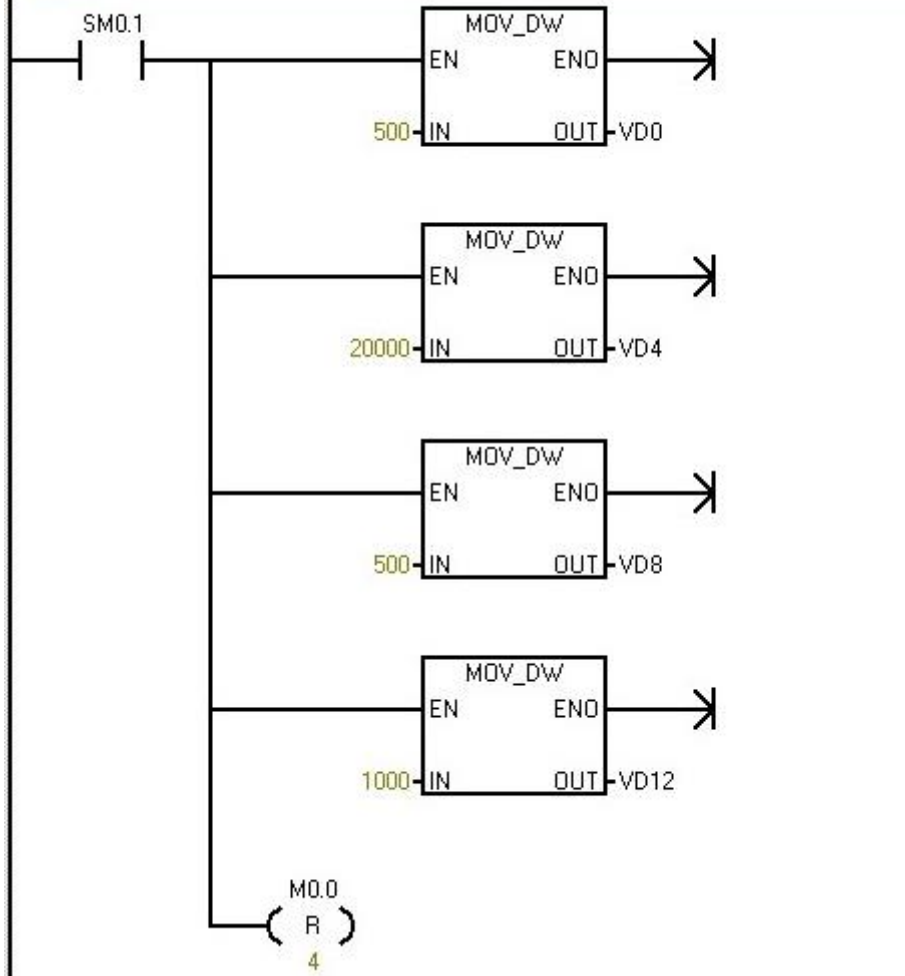 SM0.1
MOV_DW
EN ENO
500 IN OUT VD0
MOV_DW
EN ENO
20000 IN OUT VD4
MOV_DW
EN ENO
500 IN OUT VD8
MOV_DW
EN ENO
1000 IN OUT VD12
M0.0
R
4